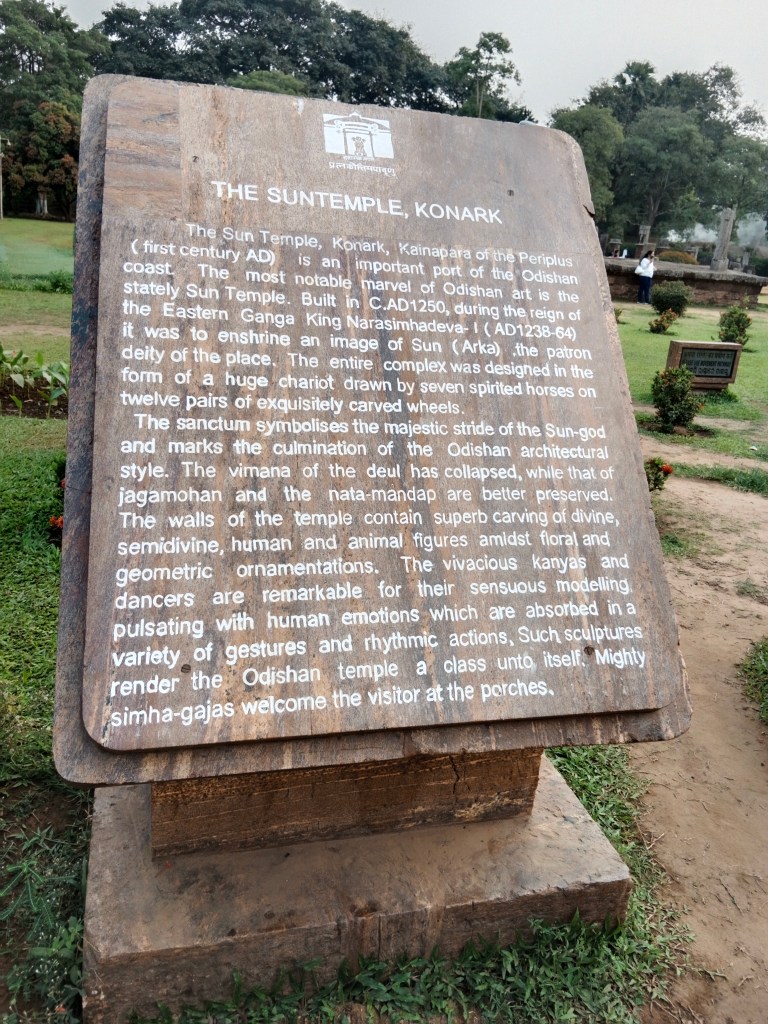 प्रत्नकीर्तिमपावृणु
THE SUNTEMPLE, KONARK
The Sun Temple, Konark, Kainapara of the Periplus
(first century AD) is an important port of the Odishan
coast. The most notable marvel of Odishan art is the
stately Sun Temple. Built in C.AD1250, during the reign of
the Eastern Ganga King Narasimhadeva-I (AD1238-64)
it was to enshrine an image of Sun (Arka) ,the patron
deity of the place. The entire complex was designed in the
form of a huge chariot drawn by seven spirited horses on
twelve pairs of exquisitely carved wheels.
The sanctum symbolises the majestic stride of the Sun-god
and marks the culmination of the Odishan architectural
style. The vimana of the deul has collapsed, while that of
jagamohan and the nata-mandap are better preserved.
The walls of the temple contain superb carving of divine,
semidivine, human and animal figures amidst floral and
geometric ornamentations. The vivacious kanyas and
dancers are remarkable for their sensuous modelling,
pulsating with human emotions which are absorbed in a
variety of gestures and rhythmic actions, Such sculptures
render the Odishan temple a class unto itself. Mighty
simha-gajas welcome the visitor at the porches.